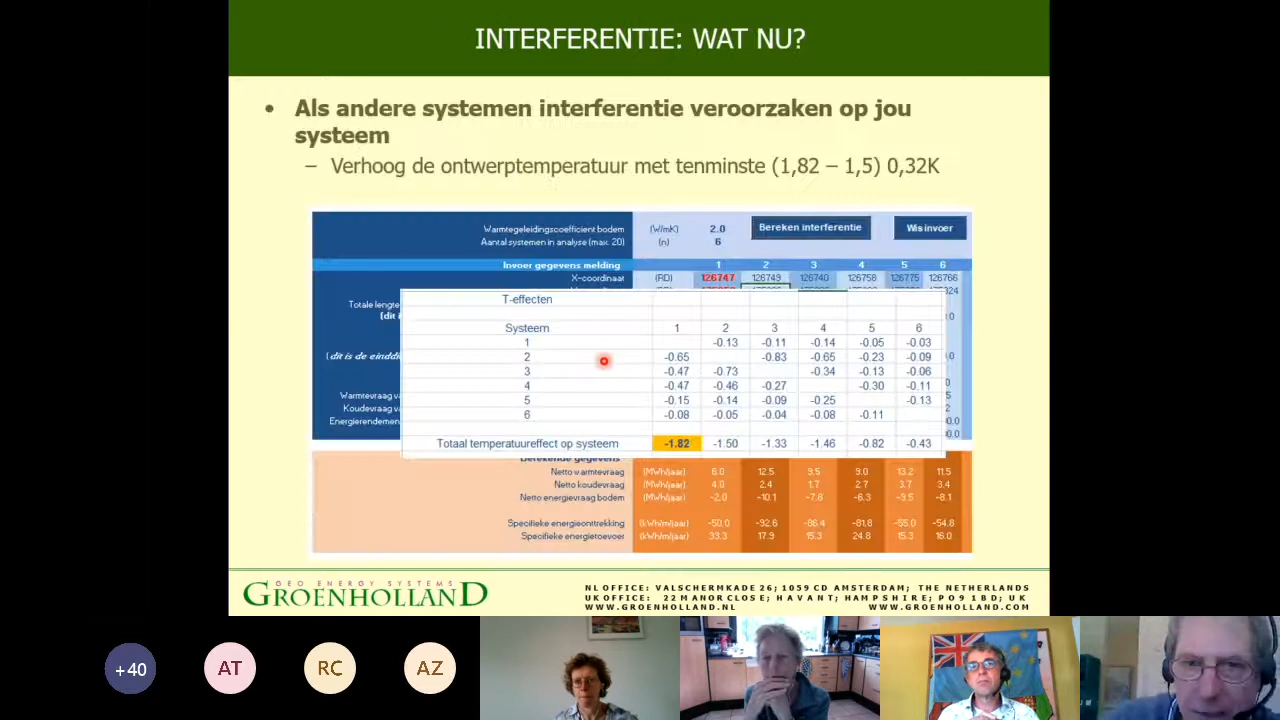 INTERFERENTIE: WAT NU?
• Als andere systemen interferentie veroorzaken op jou
systeem
– Verhoog de ontwerptemperatuur met tenminste (1,82 – 1,5) 0,32K
Warmtegeleidingscoefficient bodem (W/mK) 2.0 Bereken interferentie Wis invoer
Aantal systemen in analyse (max. 20) (n) 6
Invoer gegevens melding 1 2 3 4 5 6
X-coordinaat (RD) 126747 126749 126740 126758 126775 126766
Totale lengte
(dit i
(dit is de einddi
Warmtevraag va
Koudevraag va
Energierendemen
T-effecten
Systeem 1 2 3 4 5 6
1 -0.13 -0.11 -0.14 -0.05 -0.03
2 -0.65 -0.83 -0.65 -0.23 -0.09
3 -0.47 -0.73 -0.34 -0.13 -0.06
4 -0.47 -0.46 -0.27 -0.30 -0.11
5 -0.15 -0.14 -0.09 -0.25 -0.13
6 -0.08 -0.05 -0.04 -0.08 -0.11
Totaal temperatuureffect op systeem -1.82 -1.50 -1.33 -1.46 -0.82 -0.43
Berekende gegevens
Netto warmtevraag (MWh/jaar) 6.0 12.5 9.5 9.0 13.2 11.5
Netto koudevraag (MWh/jaar) 4.0 2.4 1.7 2.7 3.7 3.4
Netto energievraag bodem (MWh/jaar) -2.0 -10.1 -7.8 -6.3 -9.5 -8.1
Specifieke energieonttrekking (kWh/m/jaar) -50.0 -92.6 -86.4 -81.8 -55.0 -54.8
Specifieke energietoevoer (kWh/m/jaar) 33.3 17.9 15.3 24.8 15.3 16.0
GEO ENERGY SYSTEMS
GROENHOLLAND
NL OFFICE: VALSCHERMKADE 26; 1059 CD AMSTERDAM; THE NETHERLANDS
UK OFFICE: 22 MANOR CLOSE; HAVANT; HAMPSHIRE; PO9 1BD; UK
WWW.GROENHOLLAND.NL WWW.GROENHOLLAND.COM
+40 AT RC AZ